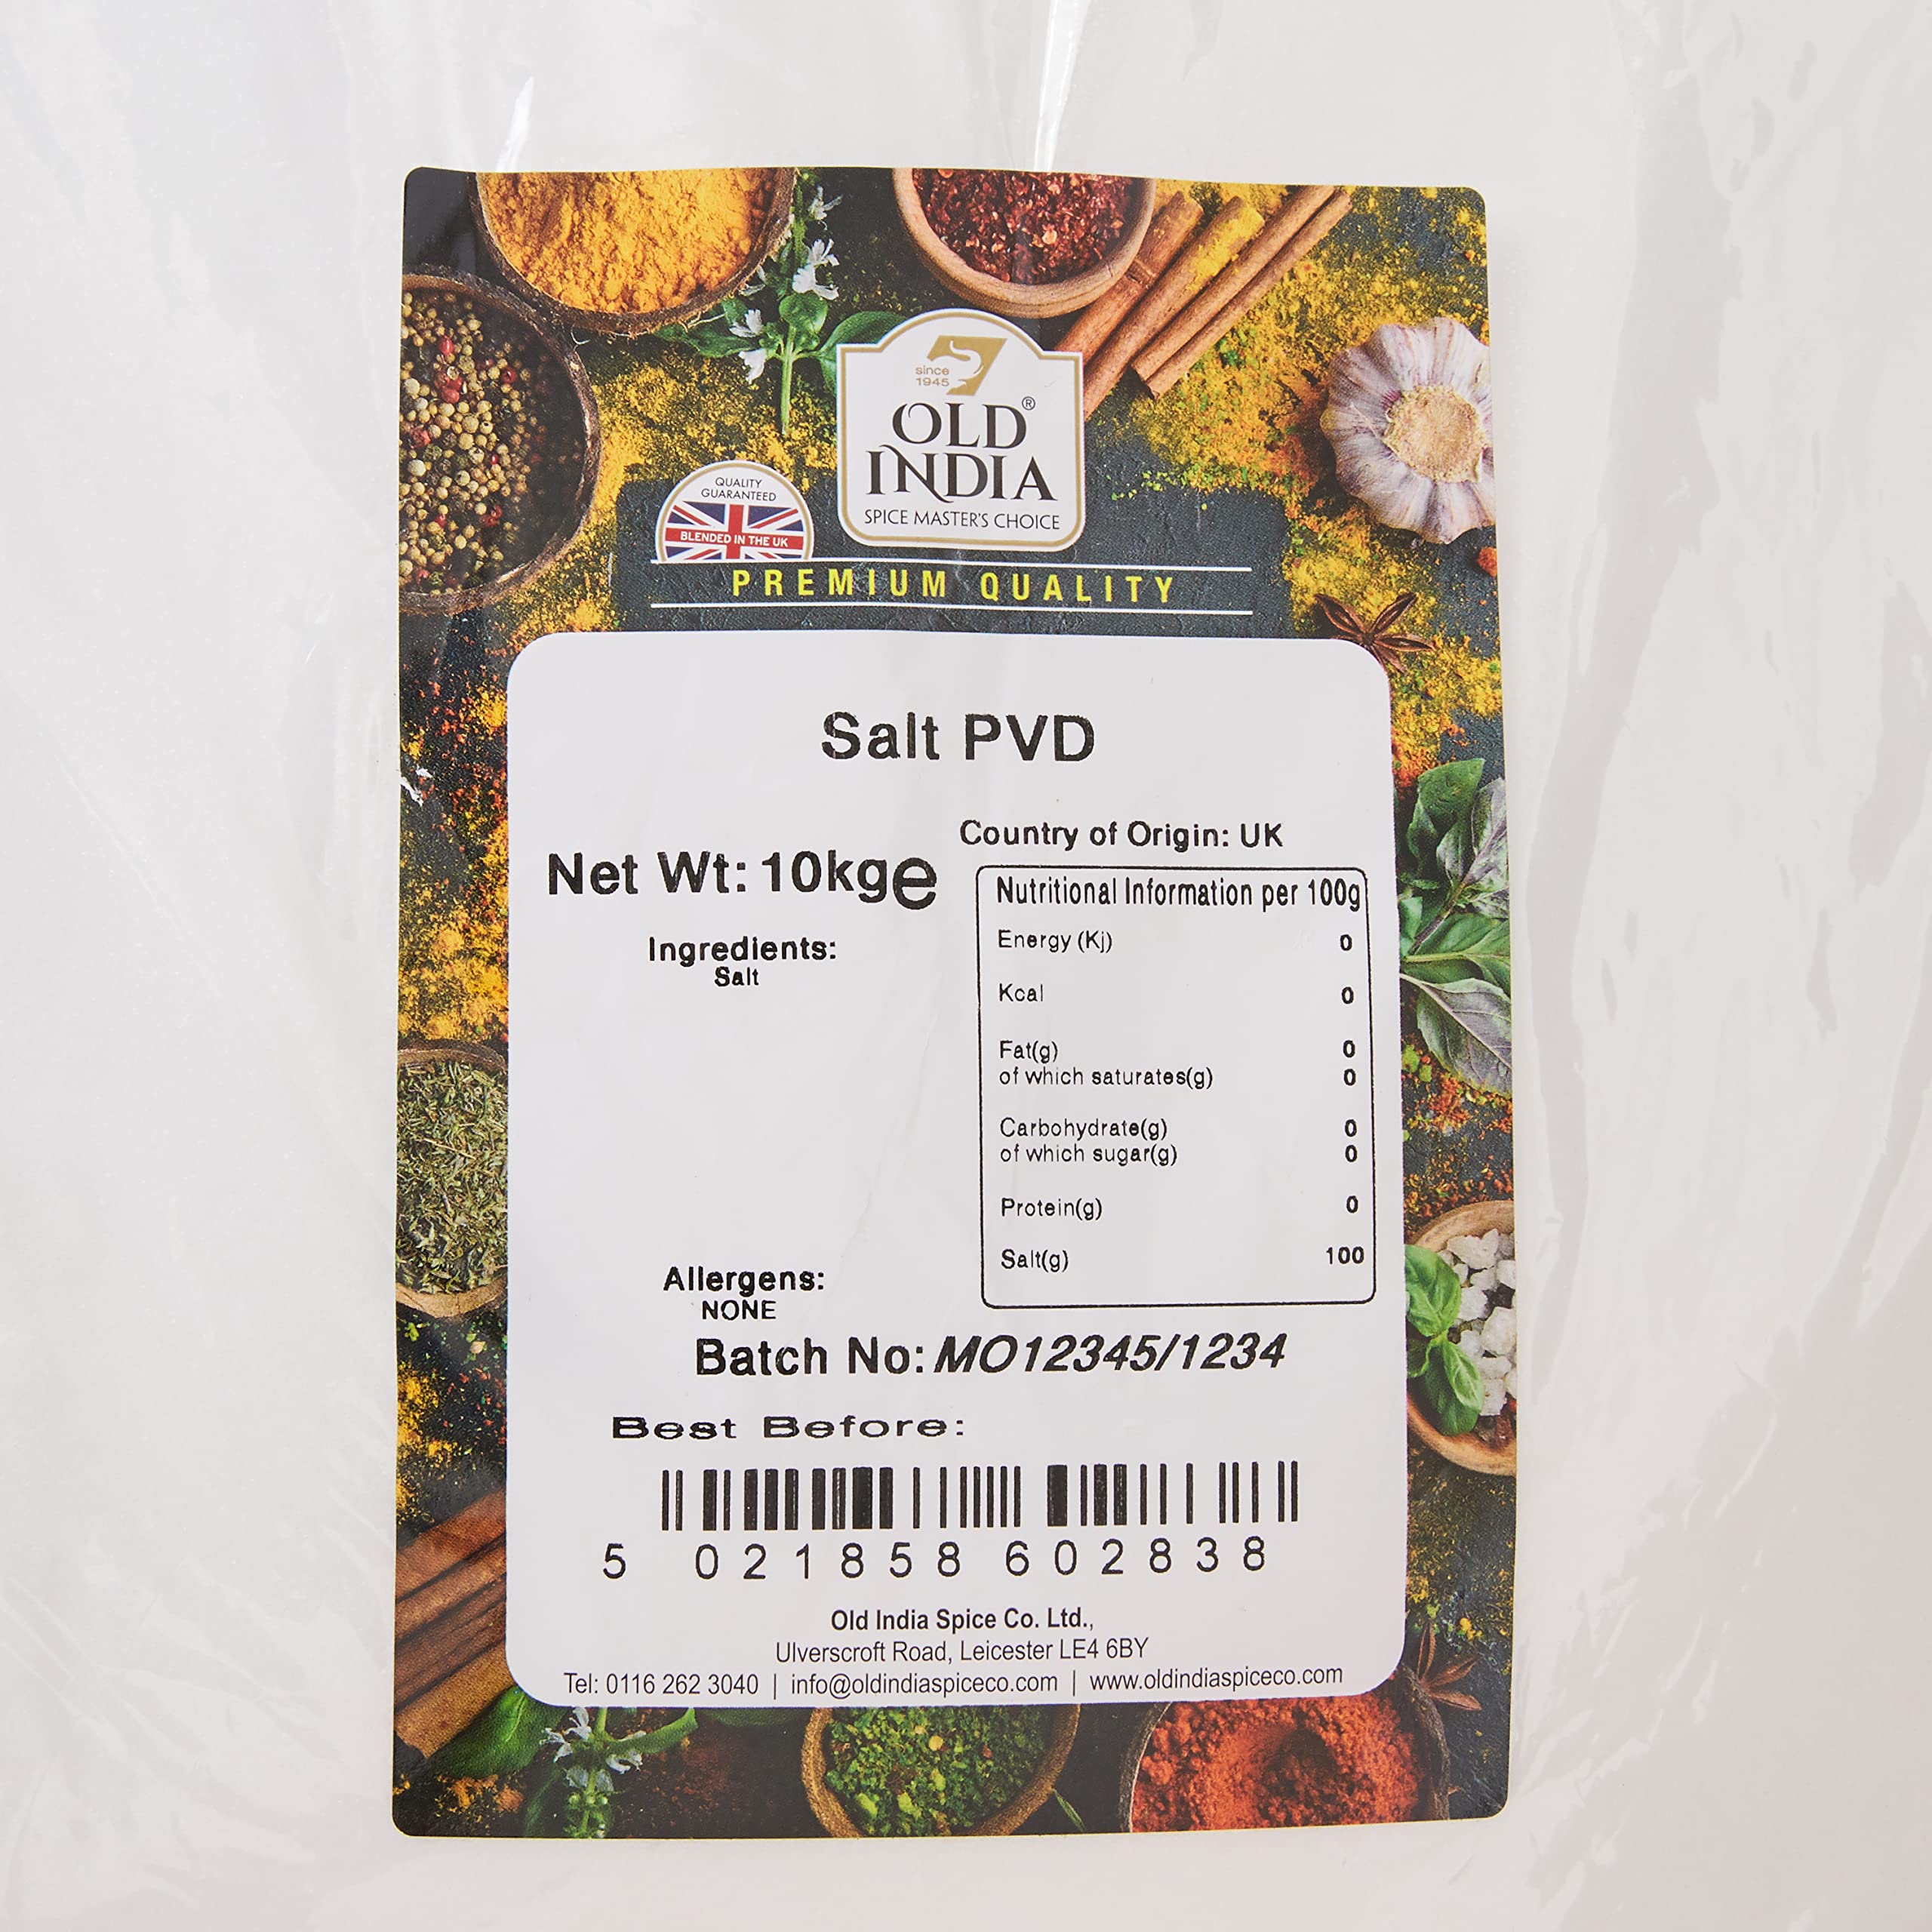 since
1945
OLD®
INDIA
SPICE MASTER'S CHOICE
QUALITY
GUARANTEED
BLENDED IN THE UK
PREMIUM QUALITY
Salt PVD
Country of Origin: UK
Net Wt: 10kge
Nutritional Information per 100g
Energy (Kj) 0
Kcal 0
Fat(g) 0
of which saturates(g) 0
Carbohydrate(g) 0
of which sugar(g) 0
Protein(g) 0
Salt(g) 100
Ingredients:
Salt
Allergens:
NONE
Batch No: MO12345/1234
Best Before:
5 021858 602838
Old India Spice Co. Ltd.,
Ulverscroft Road, Leicester LE4 6BY
Tel: 0116 262 3040 | info@oldindiaspiceco.com | www.oldindiaspiceco.com